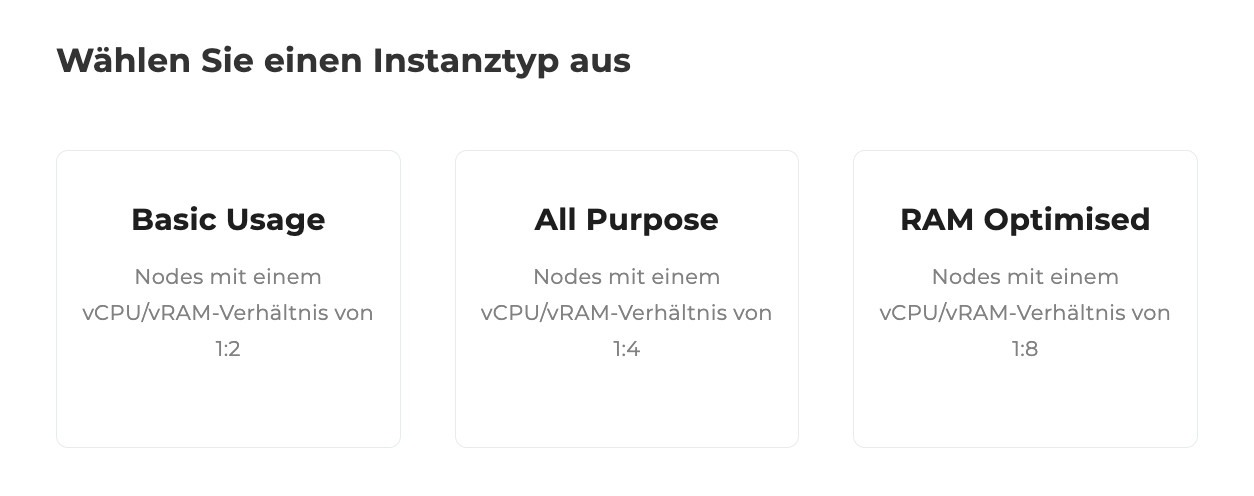 Wählen Sie einen Instanztyp aus
Basic Usage
Nodes mit einem
vCPU/vRAM-Verhältnis von
1:2
All Purpose
Nodes mit einem
vCPU/vRAM-Verhältnis von
1:4
RAM Optimised
Nodes mit einem
vCPU/vRAM-Verhältnis von
1:8